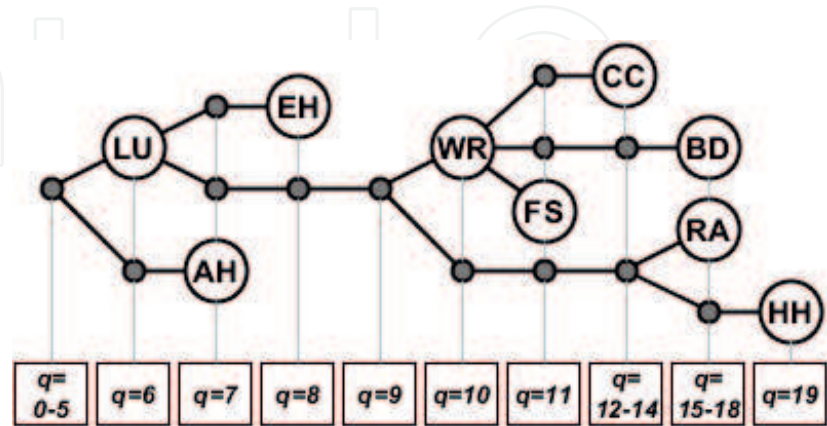 CC
EH
LU
WR
BD
FS
RA
AH
HH
q=
0-5
q=6
q=7
q=8
q=9
q=10
q=11
q=
12-14
q=
15-18
q=19